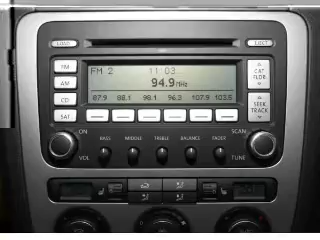 LOAD EJECT
FM FM 2 11 03 CAT
AM 94.9 MHz FLDR
CD 87.9 88.1 98.1 96.3 107.9 103.5 SEEK
SAT TRACK
ON SCAN
BASS MIDDLE TREBLE BALANCE FADER
VOL TUNE